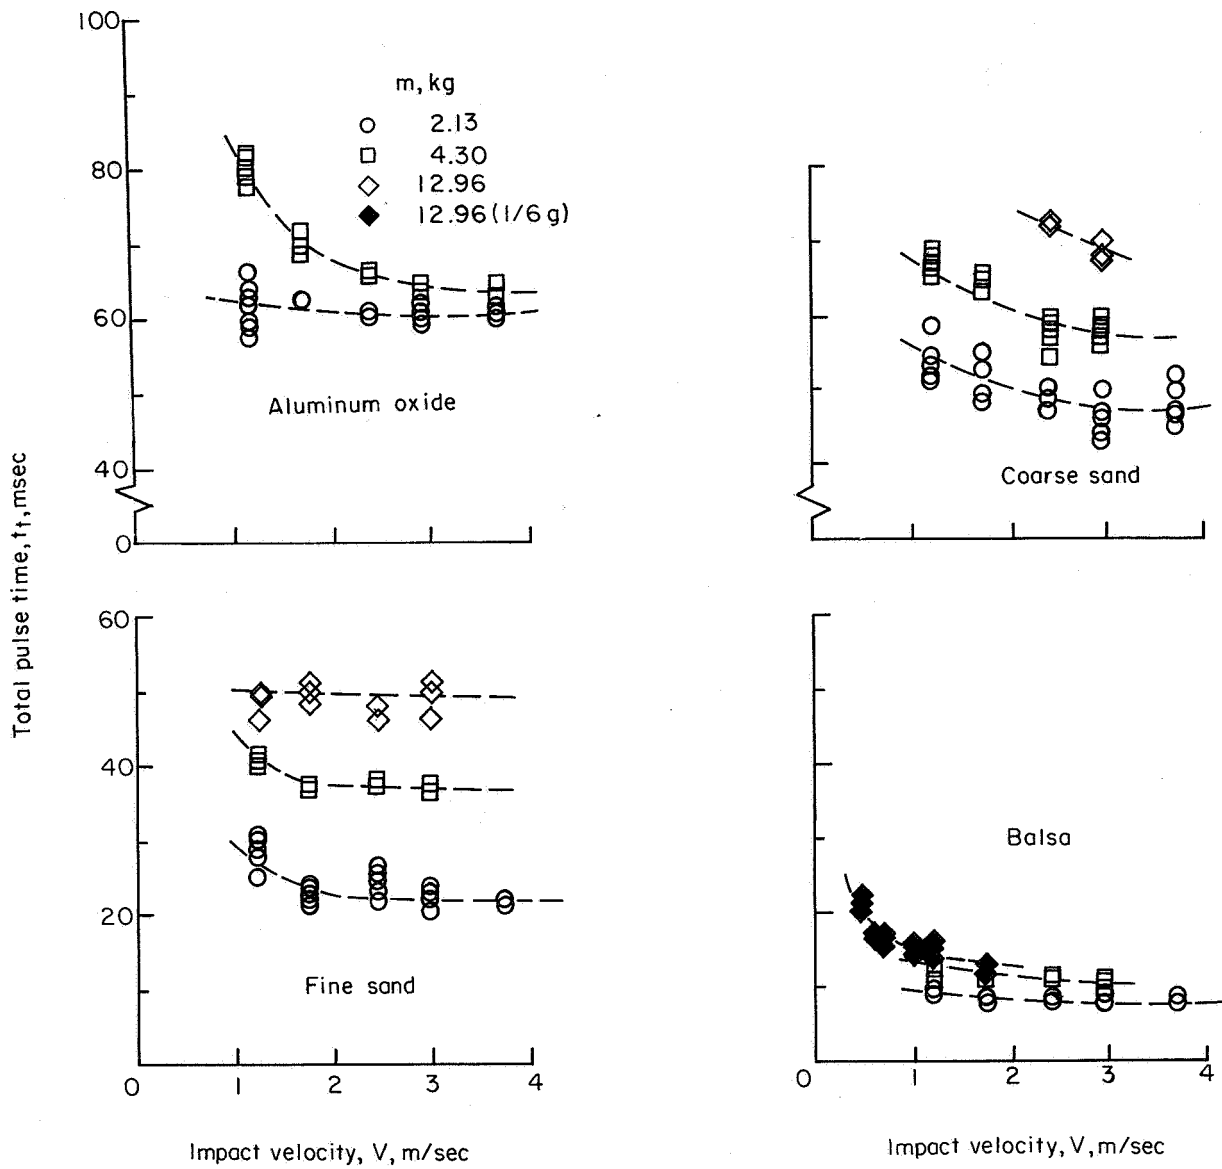 100
80
60
40
0
m, kg
2.13
4.30
12.96
12.96 (1/6 g)
Aluminum oxide
Coarse sand
Total pulse time, tt, msec
60
40
20
0
1
2
3
4
Fine sand
Impact velocity, V, m/sec
Balsa
0
1
2
3
4
Impact velocity, V, m/sec